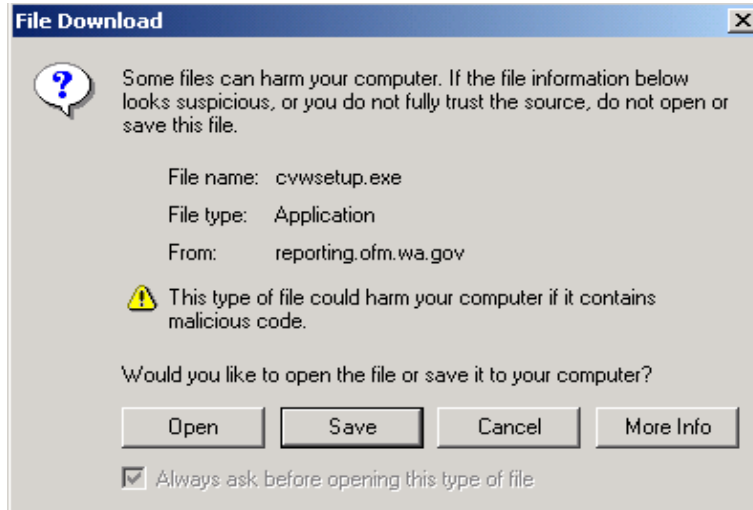 File Download
Some files can harm your computer. If the file information below
looks suspicious, or you do not fully trust the source, do not open or
save this file.
File name: cvwsetup.exe
File type: Application
From: reporting.ofm.wa.gov
This type of file could harm your computer if it contains
malicious code.
Would you like to open the file or save it to your computer?
Open Save Cancel More Info
Always ask before opening this type of file